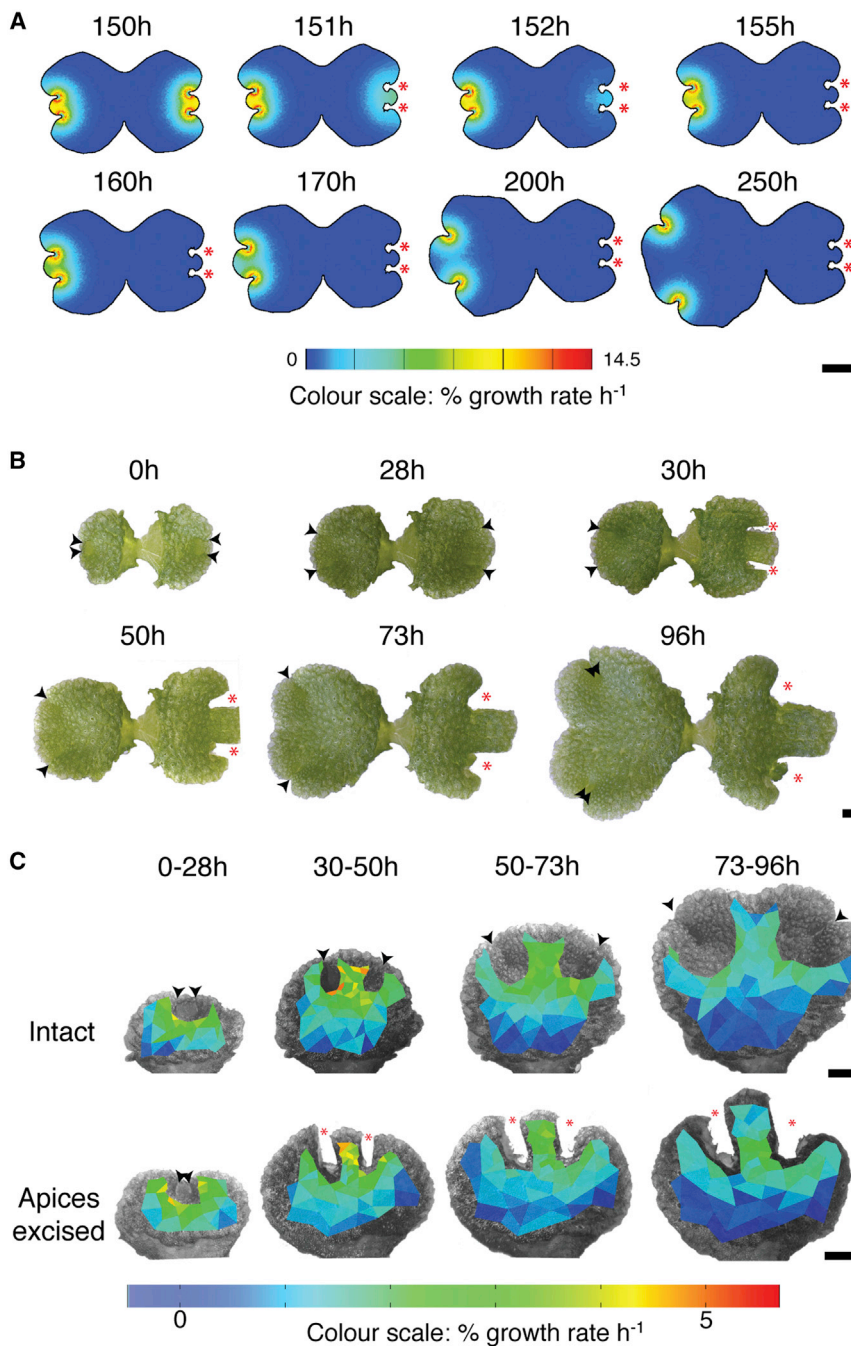 A
150h 151h 152h 155h
*
*
*
*
*
*
160h 170h 200h 250h
*
*
*
*
*
*
*
*
0 14.5
Colour scale: % growth rate h-1
B
0h 28h 30h
*
*
50h 73h 96h
*
*
*
*
*
*
C
0-28h 30-50h 50-73h 73-96h
Intact
* * * * * *
Apices
excised
0 5
Colour scale: % growth rate h-1